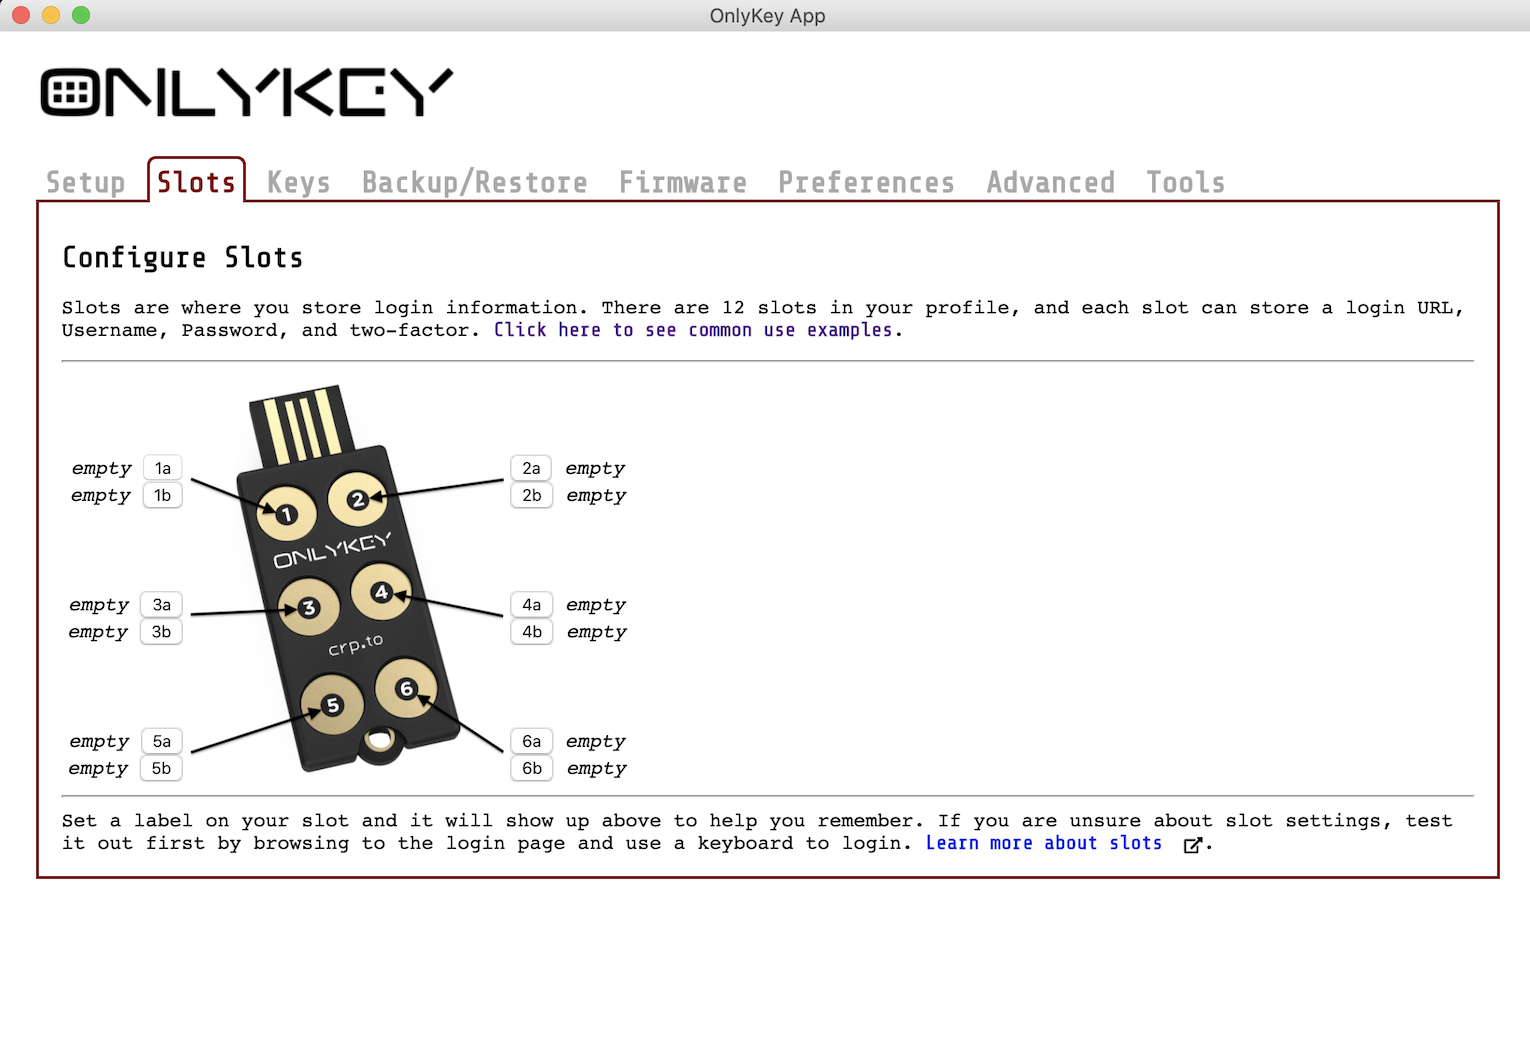 OnlyKey App
ONLYKEY
Setup Slots Keys Backup/Restore Firmware Preferences Advanced Tools
Configure Slots
Slots are where you store login information. There are 12 slots in your profile, and each slot can store a login URL,
Username, Password, and two-factor. Click here to see common use examples.
empty 1a 2a empty
empty 1b 2b empty
1 2
ONLYKEY
empty 3a 4a empty
empty 3b 4b empty
3 4
crp.to
5 6
empty 5a 6a empty
empty 5b 6b empty
Set a label on your slot and it will show up above to help you remember. If you are unsure about slot settings, test
it out first by browsing to the login page and use a keyboard to login. Learn more about slots .